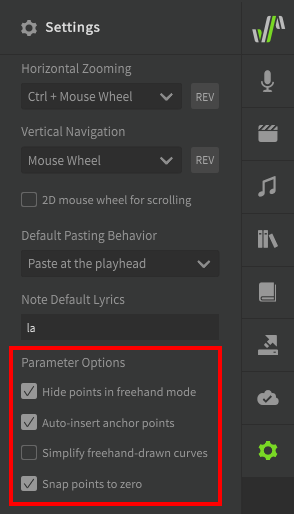 Settings
Horizontal Zooming
Ctrl + Mouse Wheel
REV
Vertical Navigation
Mouse Wheel
REV
2D mouse wheel for scrolling
Default Pasting Behavior
Paste at the playhead
Note Default Lyrics
la
Parameter Options
Hide points in freehand mode
Auto-insert anchor points
Simplify freehand-drawn curves
Snap points to zero